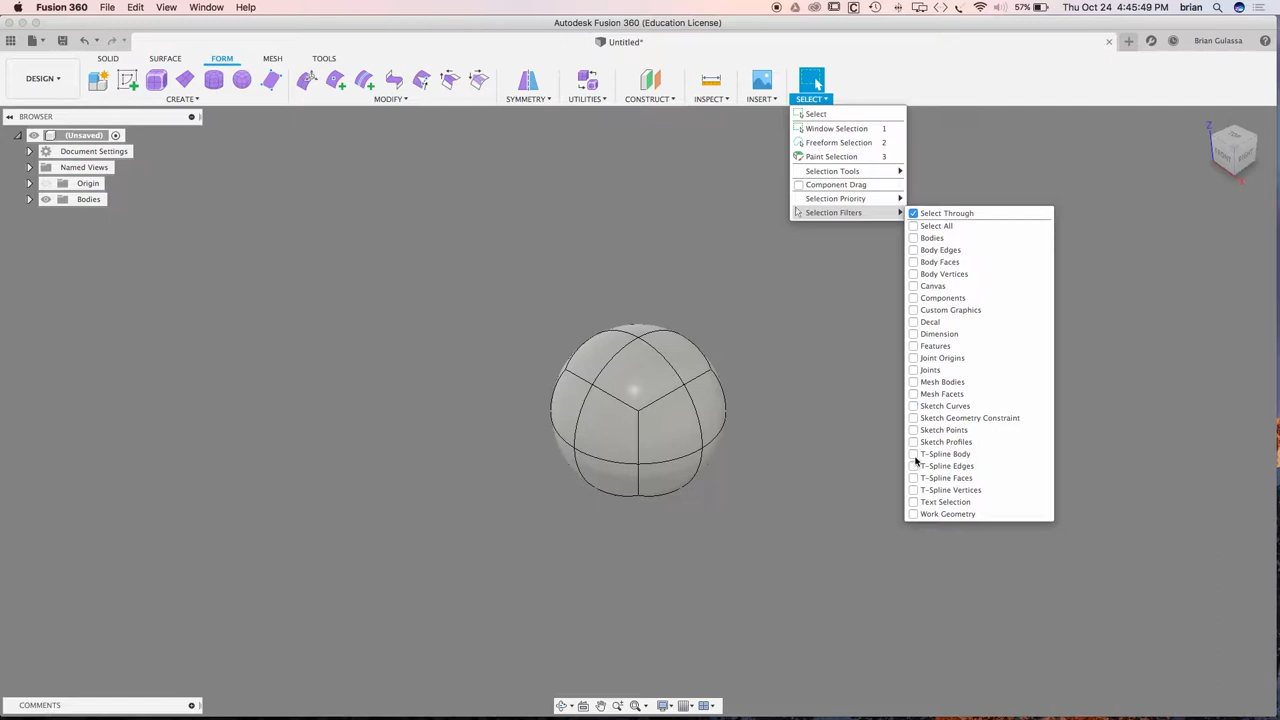 Fusion 360 File Edit View Window Help 57% Thu Oct 24 4:45:49 PM brian
Autodesk Fusion 360 (Education License)
Untitled*
Brian Gulassa
DESIGN
SOLID SURFACE FORM MESH TOOLS
CREATE MODIFY SYMMETRY UTILITIES CONSTRUCT INSPECT INSERT SELECT
BROWSER
(Unsaved)
Document Settings
Named Views
Origin
Bodies
Select
Window Selection 1
Freeform Selection 2
Paint Selection 3
Selection Tools
Component Drag
Selection Priority
Selection Filters
Select Through
Select All
Bodies
Body Edges
Body Faces
Body Vertices
Canvas
Components
Custom Graphics
Decal
Dimension
Features
Joint Origins
Joints
Mesh Bodies
Mesh Facets
Sketch Curves
Sketch Geometry Constraint
Sketch Points
Sketch Profiles
T-Spline Body
T-Spline Edges
T-Spline Faces
T-Spline Vertices
Text Selection
Work Geometry
Z
TOP
FRONT
RIGHT
COMMENTS